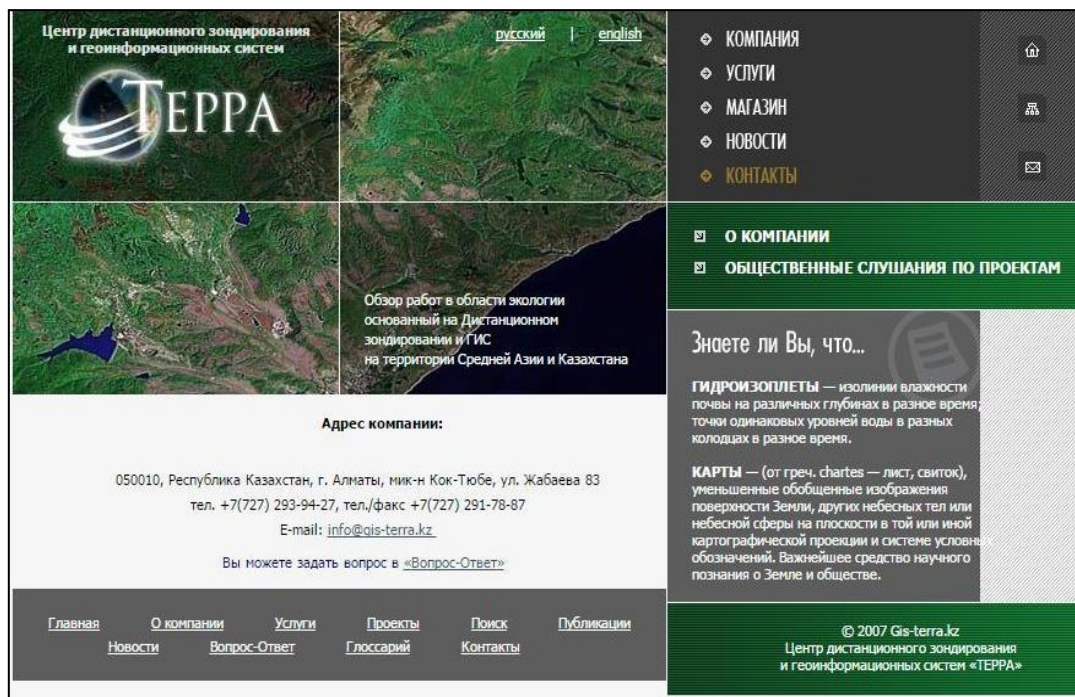 Центр дистанционного зондирования
и геоинформационных систем
ТЕРРА
русский | english
КОМПАНИЯ
УСЛУГИ
МАГАЗИН
НОВОСТИ
КОНТАКТЫ
О КОМПАНИИ
ОБЩЕСТВЕННЫЕ СЛУШАНИЯ ПО ПРОЕКТАМ
Обзор работ в области экологии
основанный на Дистанционном
зондировании и ГИС
на территории Средней Азии и Казахстана
Адрес компании:
050010, Республика Казахстан, г. Алматы, мик-н Кок-Тюбе, ул. Жабаева 83
тел. +7(727) 293-94-27, тел./факс +7(727) 291-78-87
E-mail: info@gis-terra.kz
Вы можете задать вопрос в «Вопрос-Ответ»
Знаете ли Вы, что...
ГИДРОИЗОПЛЕТЫ — изолинии влажности
почвы на различных глубинах в разное время;
точки одинаковых уровней воды в разных
колодцах в разное время.
КАРТЫ — (от греч. chartes — лист, свиток),
уменьшенные обобщенные изображения
поверхности Земли, других небесных тел или
небесной сферы на плоскости в той или иной
картографической проекции и системе условных
обозначений. Важнейшее средство научного
познания о Земле и обществе.
Главная О компании Услуги Проекты Поиск Публикации
Новости Вопрос-Ответ Глоссарий Контакты
© 2007 Gis-terra.kz
Центр дистанционного зондирования
и геоинформационных систем «ТЕРРА»